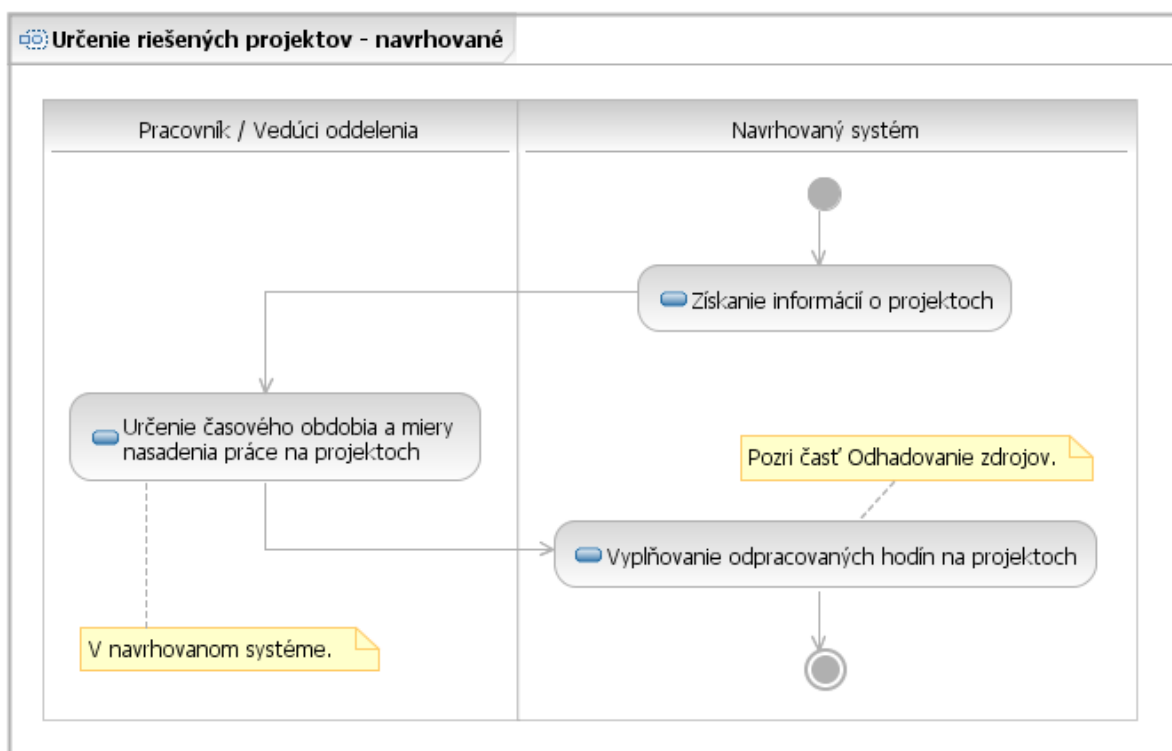 Určenie riešených projektov - navrhované
Pracovník / Vedúci oddelenia
Navrhovaný systém
Získanie informácií o projektoch
Určenie časového obdobia a miery
nasadenia práce na projektoch
Pozri časť Odhadovanie zdrojov.
Vyplňovanie odpracovaných hodín na projektoch
V navrhovanom systéme.